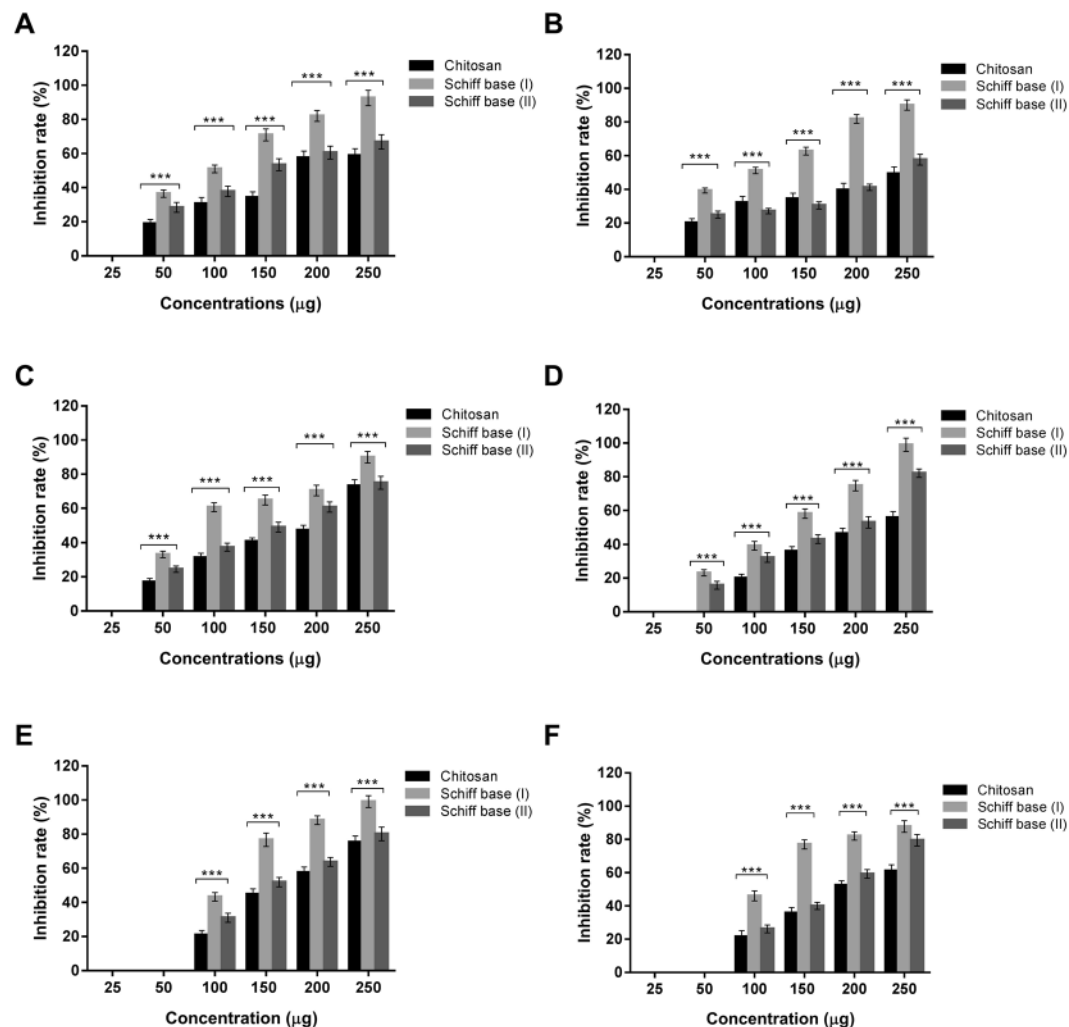 A
Inhibition rate (%)
120
100
80
60
40
20
0
*** *** *** *** ***
Chitosan
Schiff base (I)
Schiff base (II)
25 50 100 150 200 250
Concentrations (μg)
B
Inhibition rate (%)
120
100
80
60
40
20
0
*** *** *** *** ***
Chitosan
Schiff base (I)
Schiff base (II)
25 50 100 150 200 250
Concentrations (μg)
C
Inhibition rate (%)
120
100
80
60
40
20
0
*** *** *** *** ***
Chitosan
Schiff base (I)
Schiff base (II)
25 50 100 150 200 250
Concentrations (μg)
D
Inhibition rate (%)
120
100
80
60
40
20
0
*** *** *** *** ***
Chitosan
Schiff base (I)
Schiff base (II)
25 50 100 150 200 250
Concentrations (μg)
E
Inhibition rate (%)
120
100
80
60
40
20
0
*** *** *** ***
Chitosan
Schiff base (I)
Schiff base (II)
25 50 100 150 200 250
Concentration (μg)
F
Inhibition rate (%)
120
100
80
60
40
20
0
*** *** *** ***
Chitosan
Schiff base (I)
Schiff base (II)
25 50 100 150 200 250
Concentration (μg)